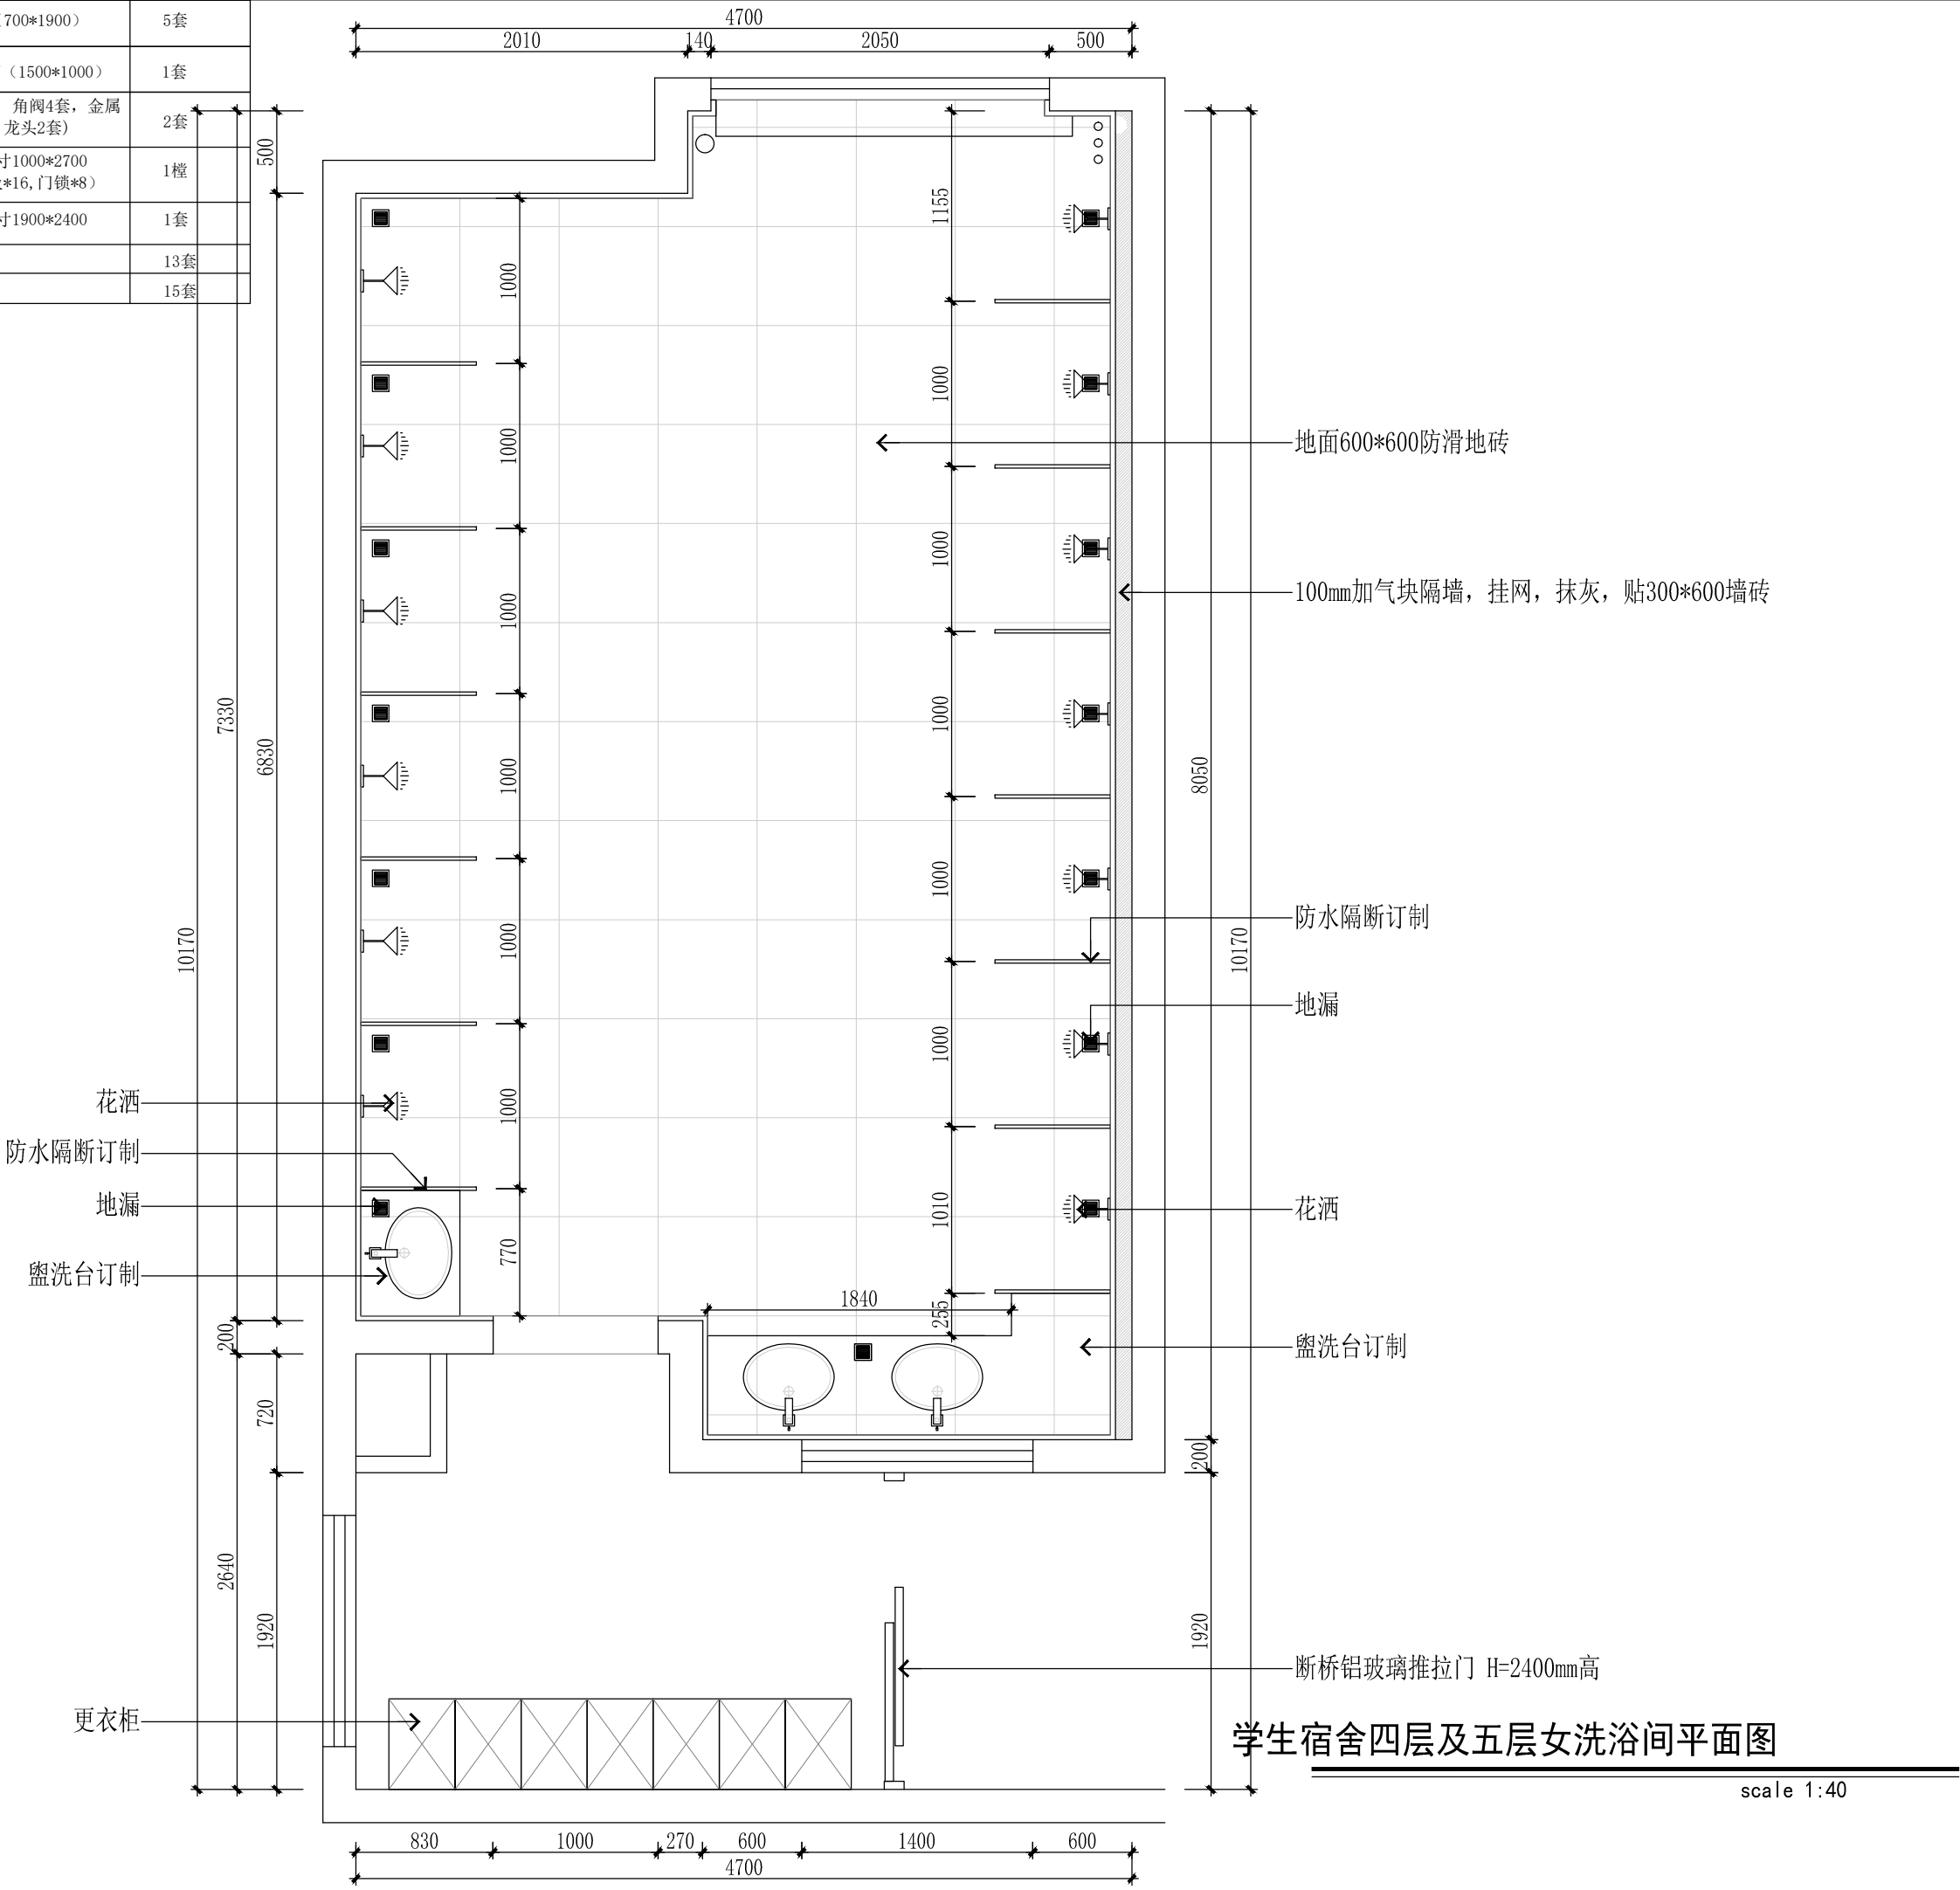 700*1900） 5套
（1500*1000） 1套
角阀4套，金属
龙头2套) 2套
寸1000*2700
*16,门锁*8） 1樘
寸1900*2400 1套
13套
15套
4700
2010 140 2050 500
500
1155
1000
1000
1000
1000
1000
1000
1000
1000
1000
1000
1000
1000
1010
770
255
1840
7330
6830
10170
200
720
2640
1920
8050
10170
200
1920
地面600*600防滑地砖
100mm加气块隔墙，挂网，抹灰，贴300*600墙砖
防水隔断订制
地漏
花洒
盥洗台订制
断桥铝玻璃推拉门 H=2400mm高
花洒
防水隔断订制
地漏
盥洗台订制
更衣柜
830 1000 270 600 1400 600
4700
学生宿舍四层及五层女洗浴间平面图
scale 1:40